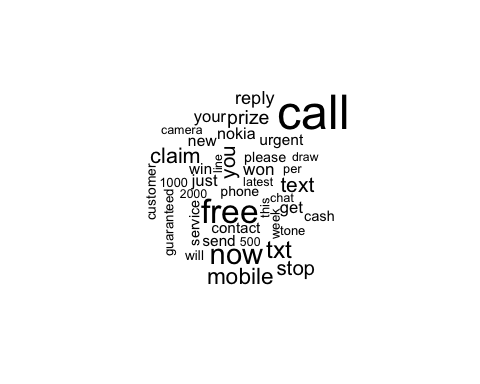 reply
call
your prize
camera
nokia
new
urgent
claim
you
line
please
draw
win
won
per
customer
1000
just
latest
text
2000
phone
guaranteed
service
free
this
chat
get
week
cash
contact
tone
send
500
now
txt
will
stop
mobile